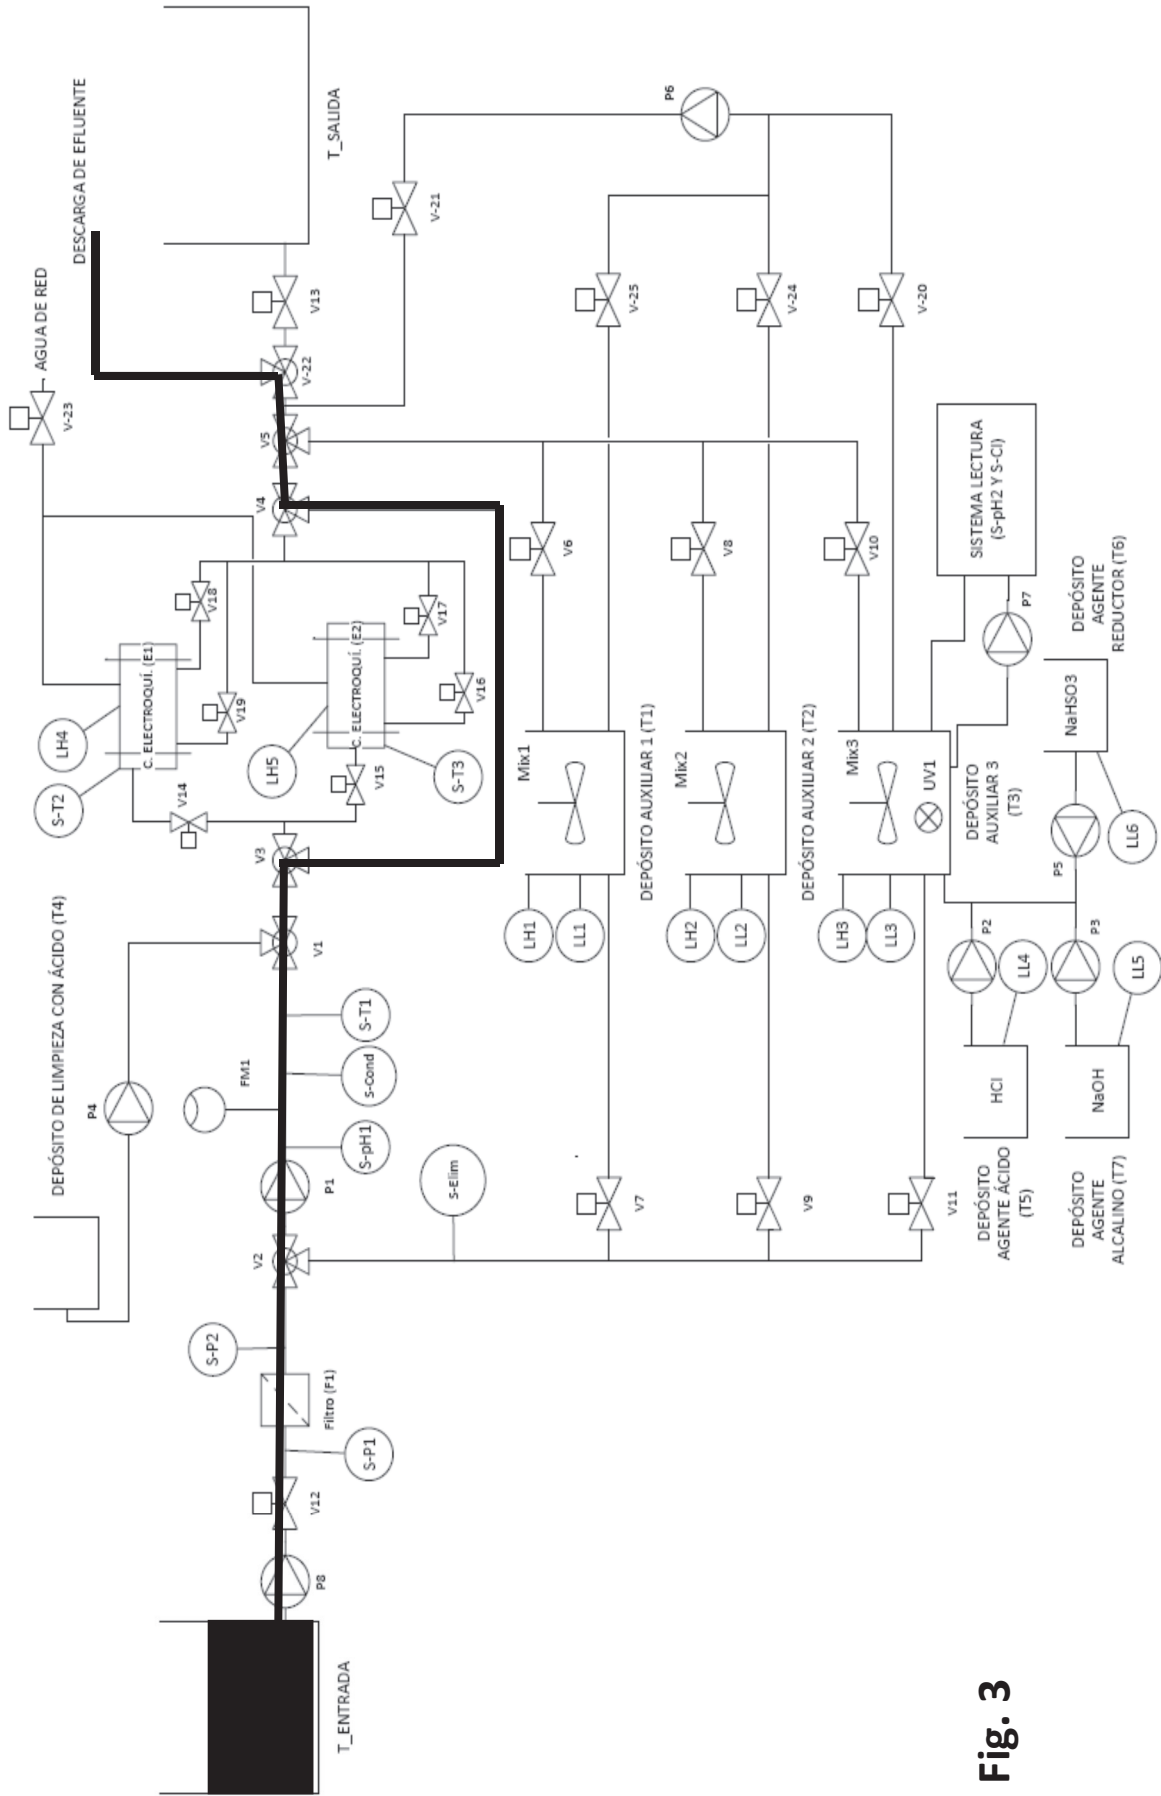 AGUA DE RED
V-23
DEPÓSITO DE LIMPIEZA CON ÁCIDO (T4)
S-T2
LH4
DESCARGA DE EFLUENTE
P4
C. ELECTROQUÍ. (E1)
V14
S-P2
FM1
V18
V19
V2
V3
V4
V5
LH5
P8
V12
Filtro (F1)
P1
V1
V-22
V13
T_ENTRADA
S-P1
S-pH1
s-Cond
S-T1
V15
C. ELECTROQUÍ. (E2)
V17
T_SALIDA
S-T3
V16
V-21
s-Elim
LH1
Mix1
V6
LL1
V7
V-25
DEPÓSITO AUXILIAR 1 (T1)
P6
LH2
Mix2
V8
LL2
V9
V-24
DEPÓSITO AUXILIAR 2 (T2)
LH3
Mix3
V10
LL3
UV1
V11
V-20
DEPÓSITO
AGENTE ÁCIDO
(T5)
HCl
P2
LL4
DEPÓSITO
AUXILIAR 3
(T3)
SISTEMA LECTURA
(S-pH2 Y S-Cl)
P7
DEPÓSITO
AGENTE
ALCALINO (T7)
NaOH
P3
LL5
P5
LL6
NaHSO3
DEPÓSITO
AGENTE
REDUCTOR (T6)
Fig. 3